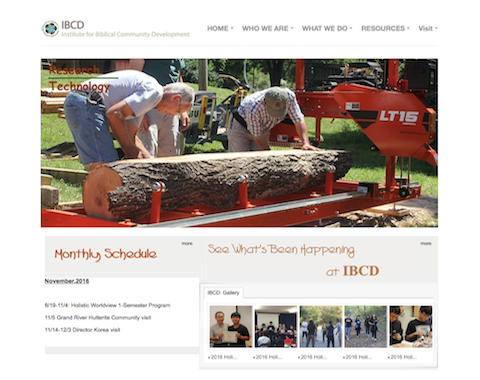 IBCD
Institute for Biblical Community Development
HOME WHO WE ARE WHAT WE DO RESOURCES Visit
Research
Technology
LT15
Monthly Schedule
more
See What's Been Happening
more
at IBCD
November.2016
IBCD: Gallery
8/19-11/4: Holistic Worldview 1-Semester Program
11/5 Grand River Hutterite Community visit
11/14-12/3 Director Korea visit
2016 Holi... 2016 Holi... 2016 Holi... 2016 Holi... 2016 Holi...